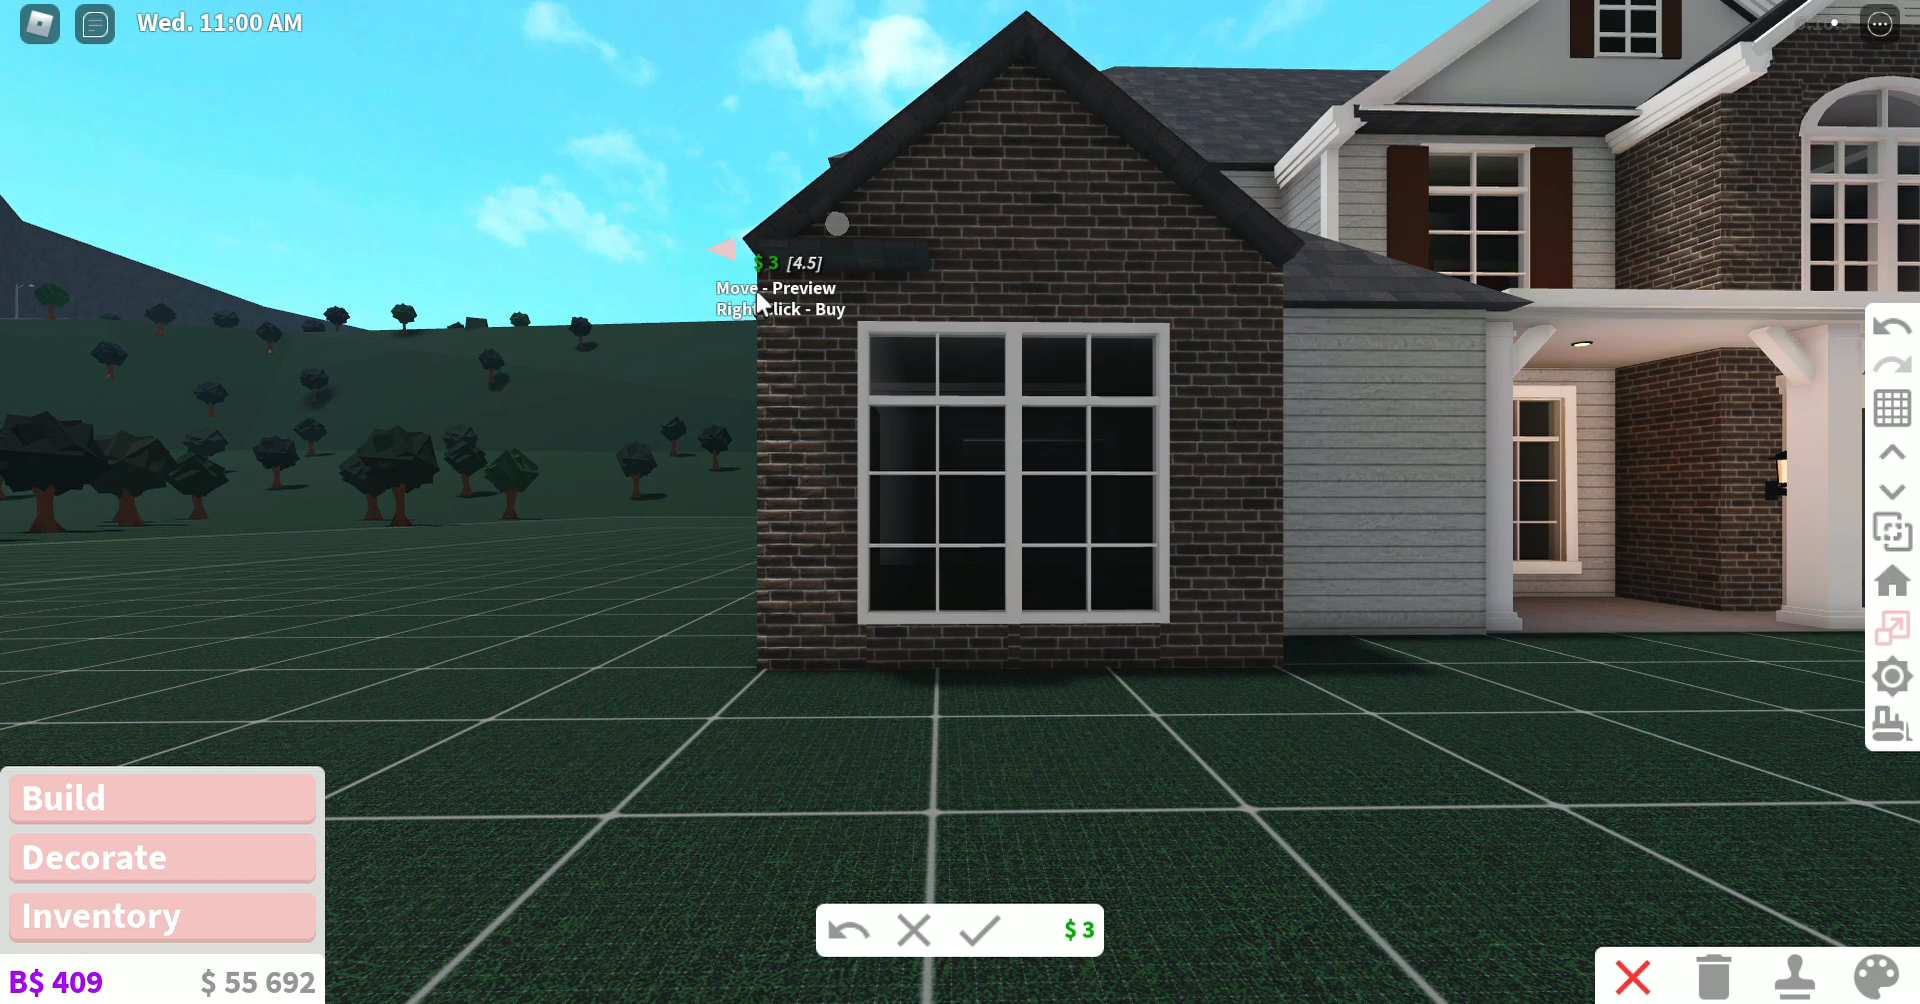 Wed. 11:00 AM
$ 3 [4.5]
Move - Preview
Right Click - Buy
Build
Decorate
Inventory
B$ 409
$ 55 692
$ 3